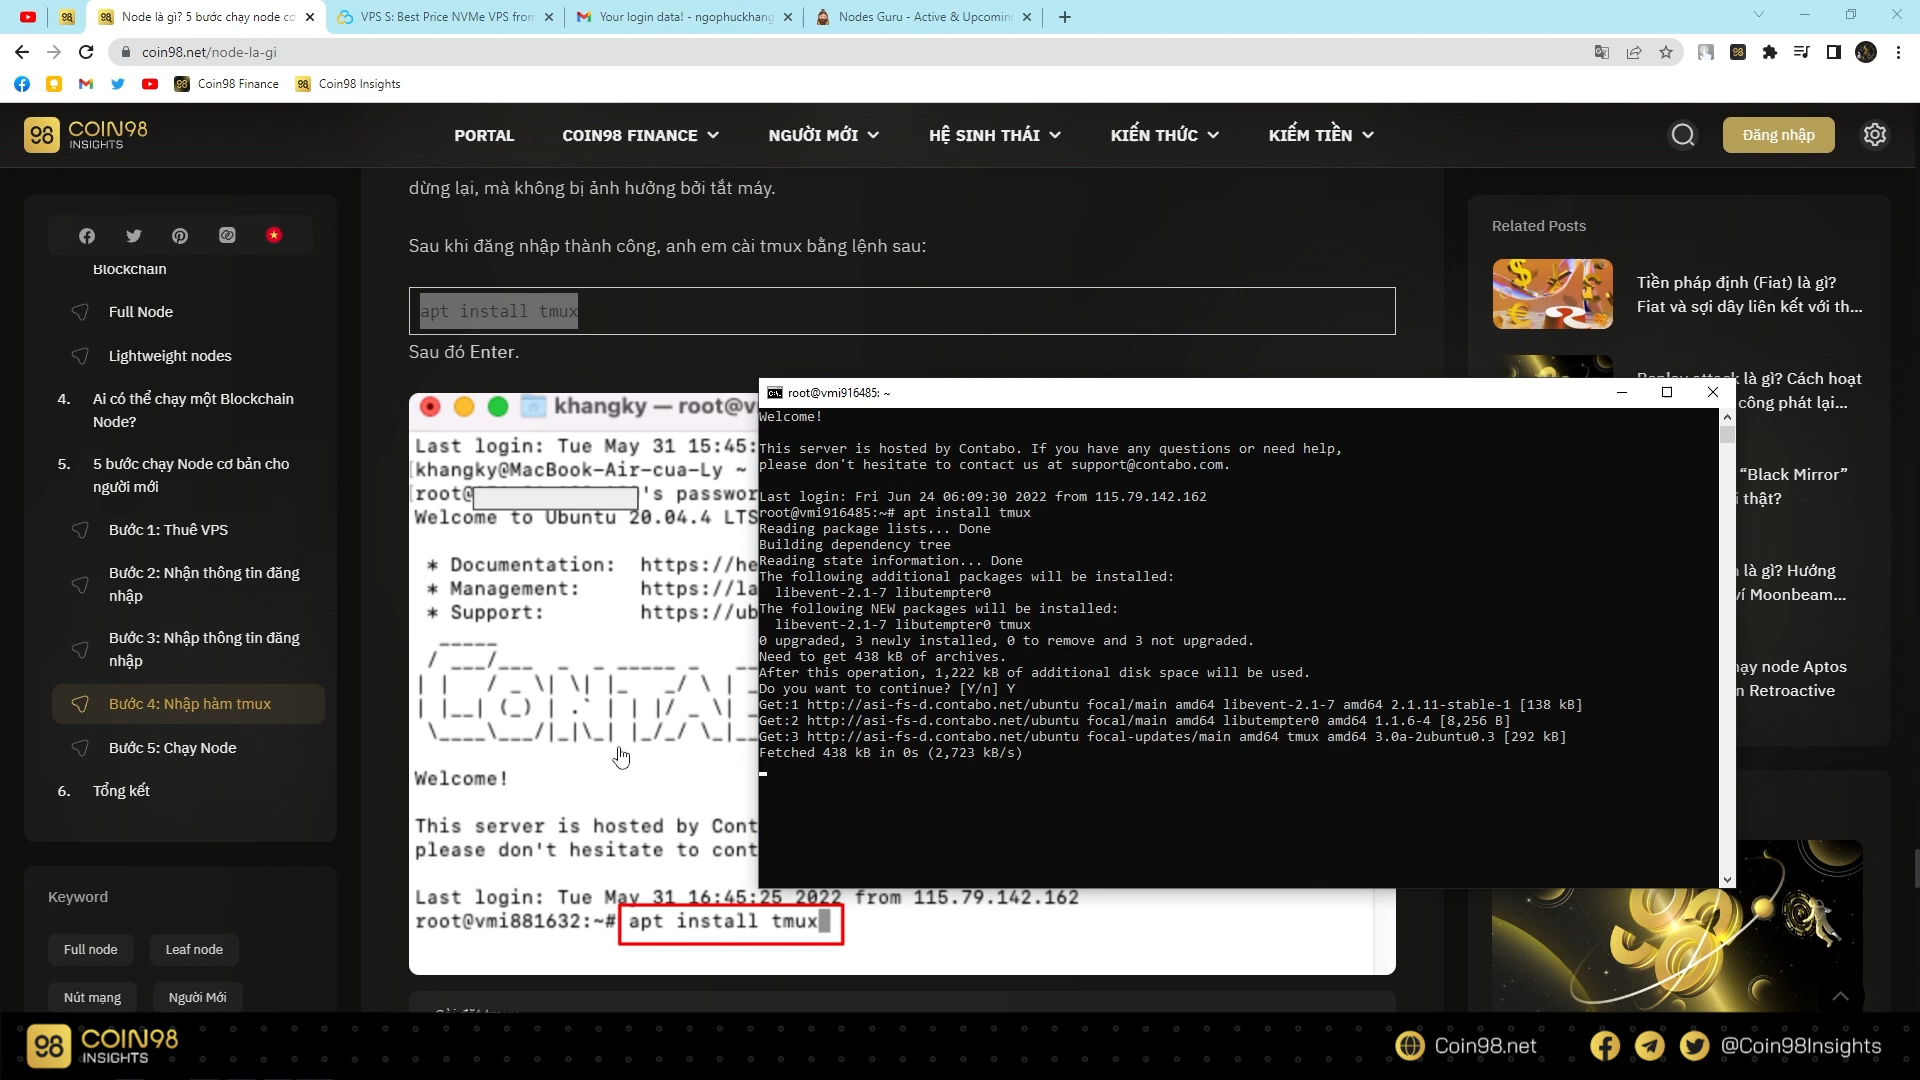 Node là gì? 5 bước chạy node cơ
VPS S: Best Price NVMe VPS from
Your login data! - ngophuckhang
Nodes Guru - Active & Upcoming
coin98.net/node-la-gi
Coin98 Finance
Coin98 Insights
98
COIN98
INSIGHTS
PORTAL
COIN98 FINANCE
NGƯỜI MỚI
HỆ SINH THÁI
KIẾN THỨC
KIẾM TIỀN
Đăng nhập
Blockchain
Full Node
Lightweight nodes
4. Ai có thể chạy một Blockchain
Node?
5. 5 bước chạy Node cơ bản cho
người mới
Bước 1: Thuê VPS
Bước 2: Nhận thông tin đăng
nhập
Bước 3: Nhập thông tin đăng
nhập
Bước 4: Nhập hàm tmux
Bước 5: Chạy Node
6. Tổng kết
Keyword
Full node
Leaf node
Nút mạng
Người Mới
dừng lại, mà không bị ảnh hưởng bởi tắt máy.
Sau khi đăng nhập thành công, anh em cài tmux bằng lệnh sau:
apt install tmux
Sau đó Enter.
khangky — root@v
Last login: Tue May 31 15:45:
khangky@MacBook-Air-cua-Ly ~
root@ 's passwor
Welcome to Ubuntu 20.04.4 LTS
* Documentation: https://he
* Management: https://la
* Support: https://ub
Welcome!
This server is hosted by Cont
please don't hesitate to cont
Last login: Tue May 31 16:45:25 2022 from 115.79.142.162
root@vmi881632:~# apt install tmux
root@vmi916485: ~
Welcome!
This server is hosted by Contabo. If you have any questions or need help,
please don't hesitate to contact us at support@contabo.com.
Last login: Fri Jun 24 06:09:30 2022 from 115.79.142.162
root@vmi916485:~# apt install tmux
Reading package lists... Done
Building dependency tree
Reading state information... Done
The following additional packages will be installed:
libevent-2.1-7 libutempter0
The following NEW packages will be installed:
libevent-2.1-7 libutempter0 tmux
0 upgraded, 3 newly installed, 0 to remove and 3 not upgraded.
Need to get 438 kB of archives.
After this operation, 1,222 kB of additional disk space will be used.
Do you want to continue? [Y/n] Y
Get:1 http://asi-fs-d.contabo.net/ubuntu focal/main amd64 libevent-2.1-7 amd64 2.1.11-stable-1 [138 kB]
Get:2 http://asi-fs-d.contabo.net/ubuntu focal/main amd64 libutempter0 amd64 1.1.6-4 [8,256 B]
Get:3 http://asi-fs-d.contabo.net/ubuntu focal-updates/main amd64 tmux amd64 3.0a-2ubuntu0.3 [292 kB]
Fetched 438 kB in 0s (2,723 kB/s)
Related Posts
Tiền pháp định (Fiat) là gì?
Fiat và sợi dây liên kết với th...
là gì? Cách hoạt
công phát lại...
“Black Mirror”
thật?
là gì? Hướng
ví Moonbeam...
node Aptos
Retroactive
98
COIN98
INSIGHTS
Coin98.net
@Coin98Insights